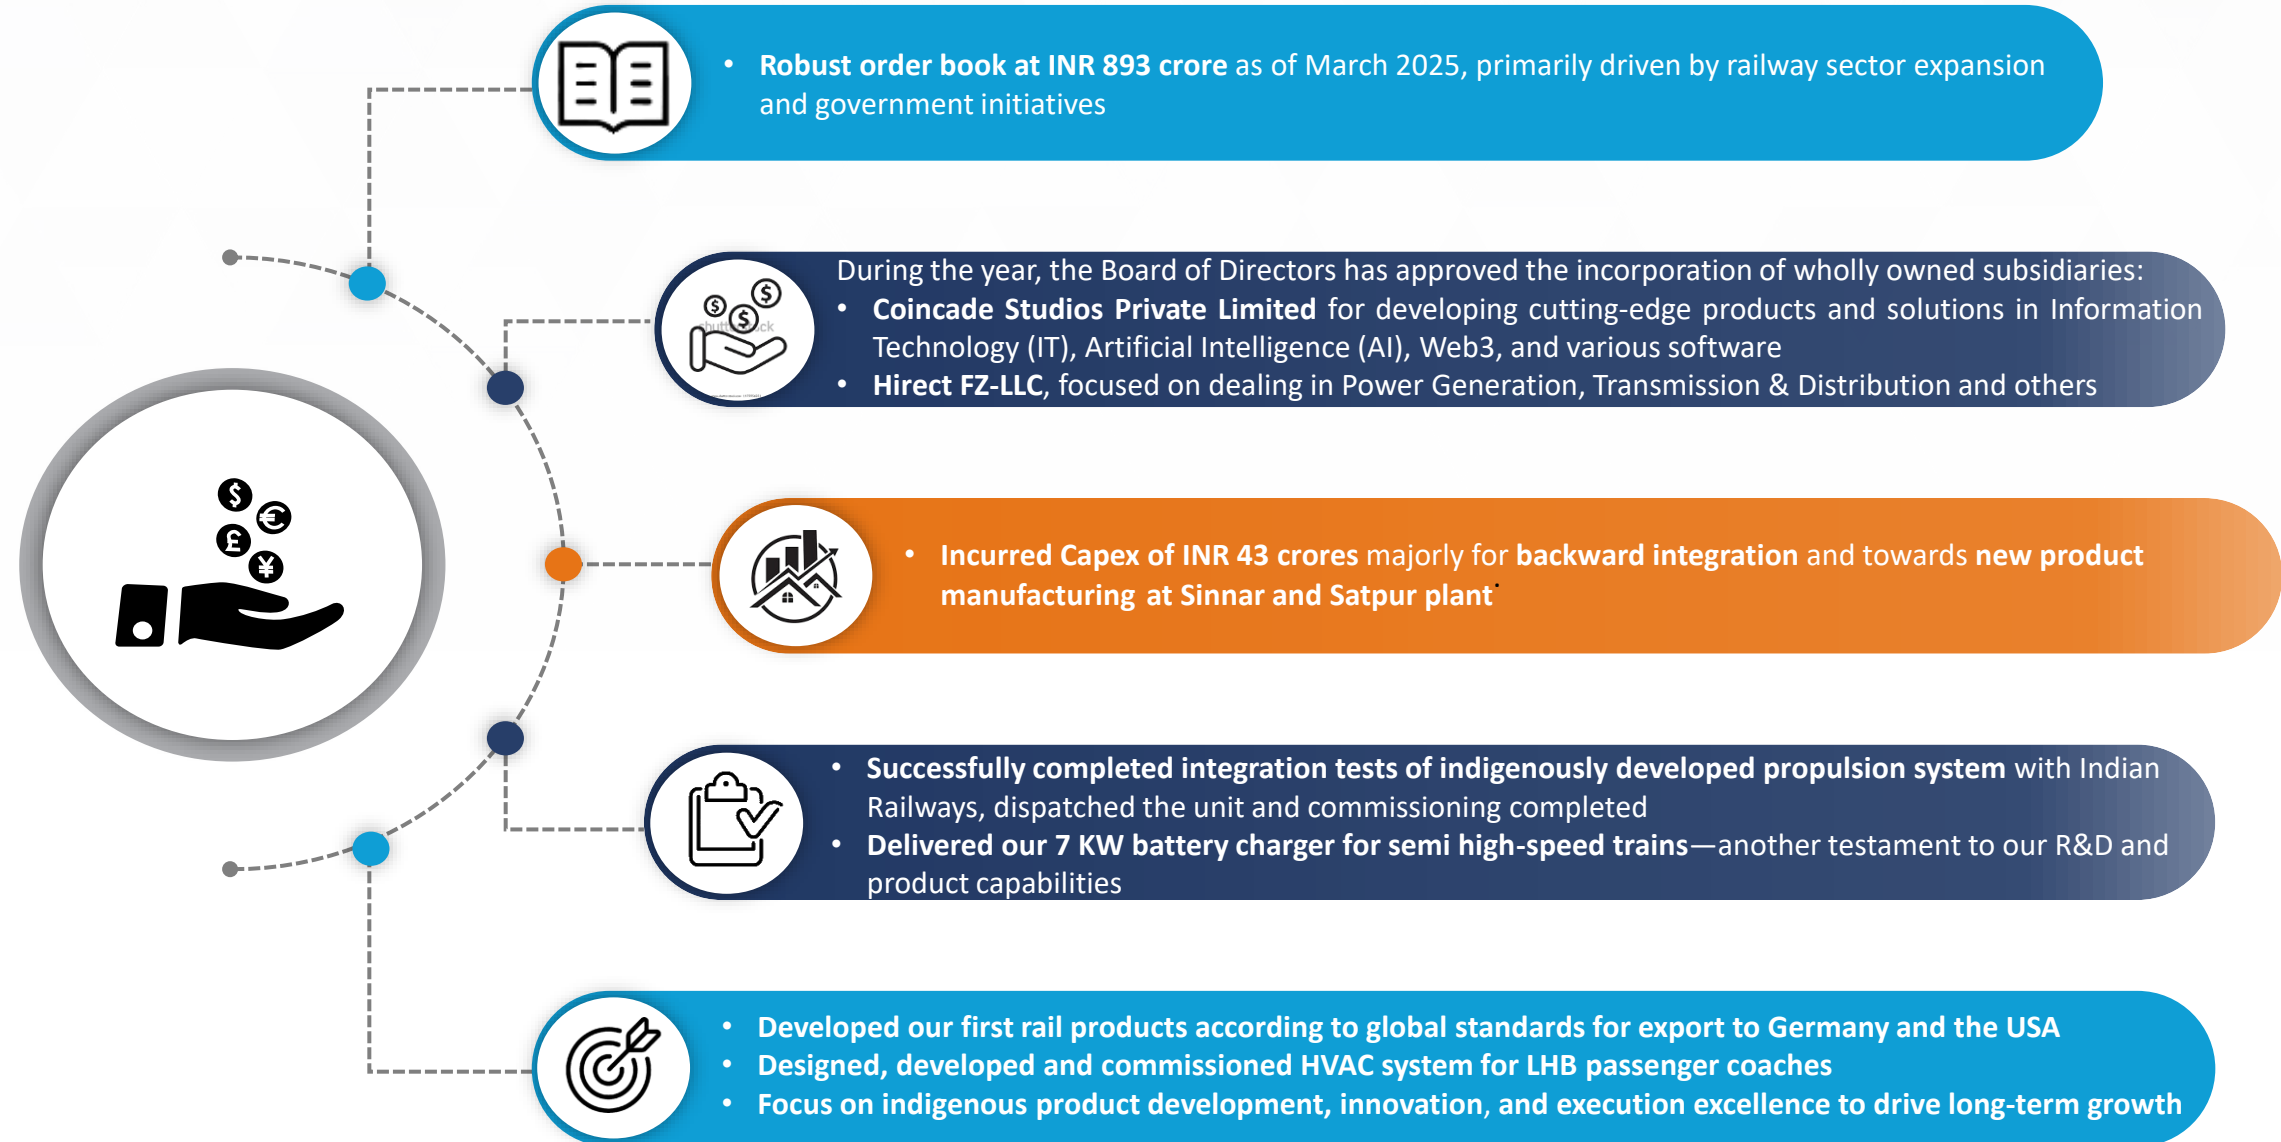 • Robust order book at INR 893 crore as of March 2025, primarily driven by railway sector expansion
and government initiatives
During the year, the Board of Directors has approved the incorporation of wholly owned subsidiaries:
• Coincade Studios Private Limited for developing cutting-edge products and solutions in Information
Technology (IT), Artificial Intelligence (AI), Web3, and various software
• Hirect FZ-LLC, focused on dealing in Power Generation, Transmission & Distribution and others
• Incurred Capex of INR 43 crores majorly for backward integration and towards new product
manufacturing at Sinnar and Satpur plant.
• Successfully completed integration tests of indigenously developed propulsion system with Indian
Railways, dispatched the unit and commissioning completed
• Delivered our 7 KW battery charger for semi high-speed trains—another testament to our R&D and
product capabilities
• Developed our first rail products according to global standards for export to Germany and the USA
• Designed, developed and commissioned HVAC system for LHB passenger coaches
• Focus on indigenous product development, innovation, and execution excellence to drive long-term growth